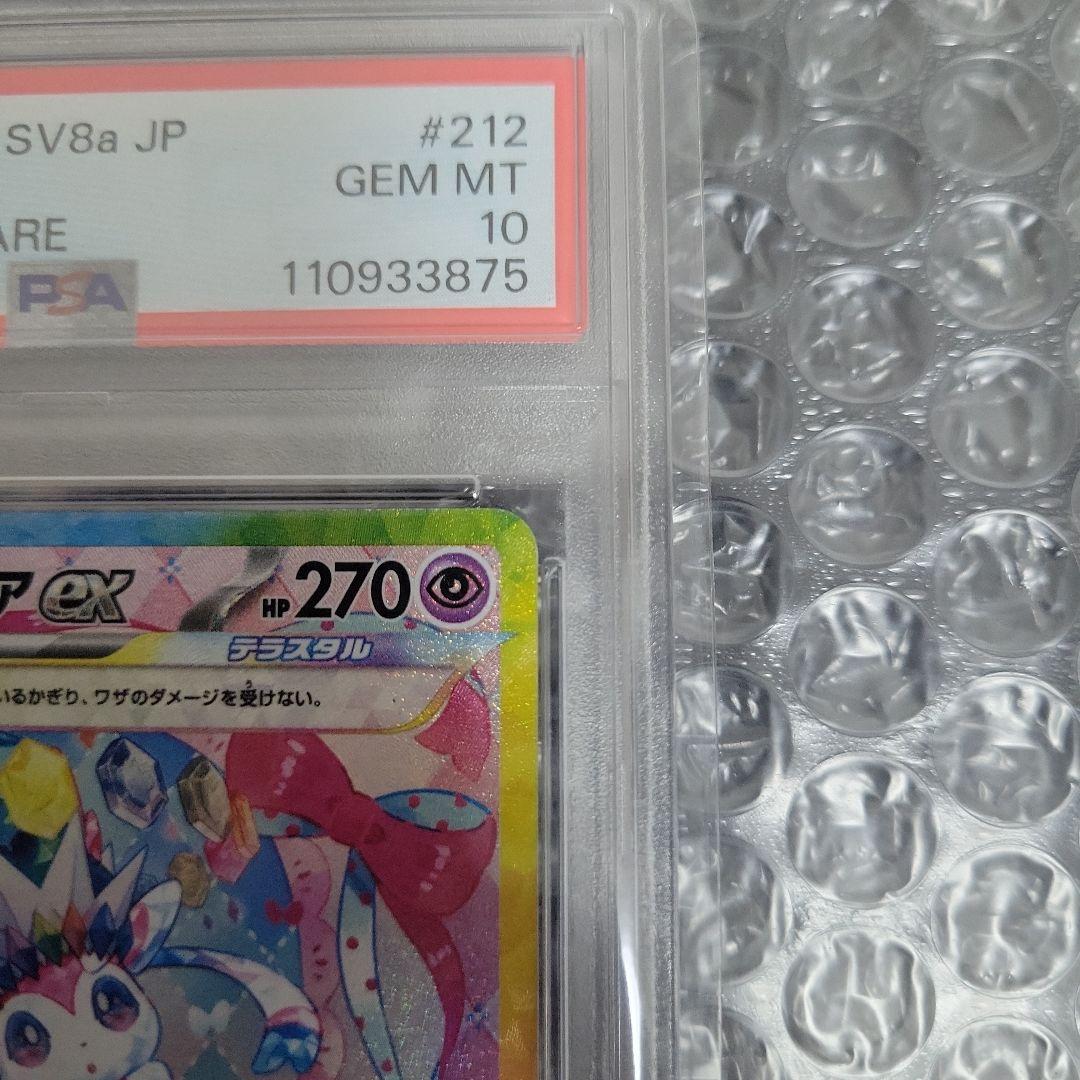 SV8a JP #212
GEM MT
ARE 10
PSA 110933875
ア ex HP 270
テラスタル
いるかぎり、ワザのダメージを受けない。